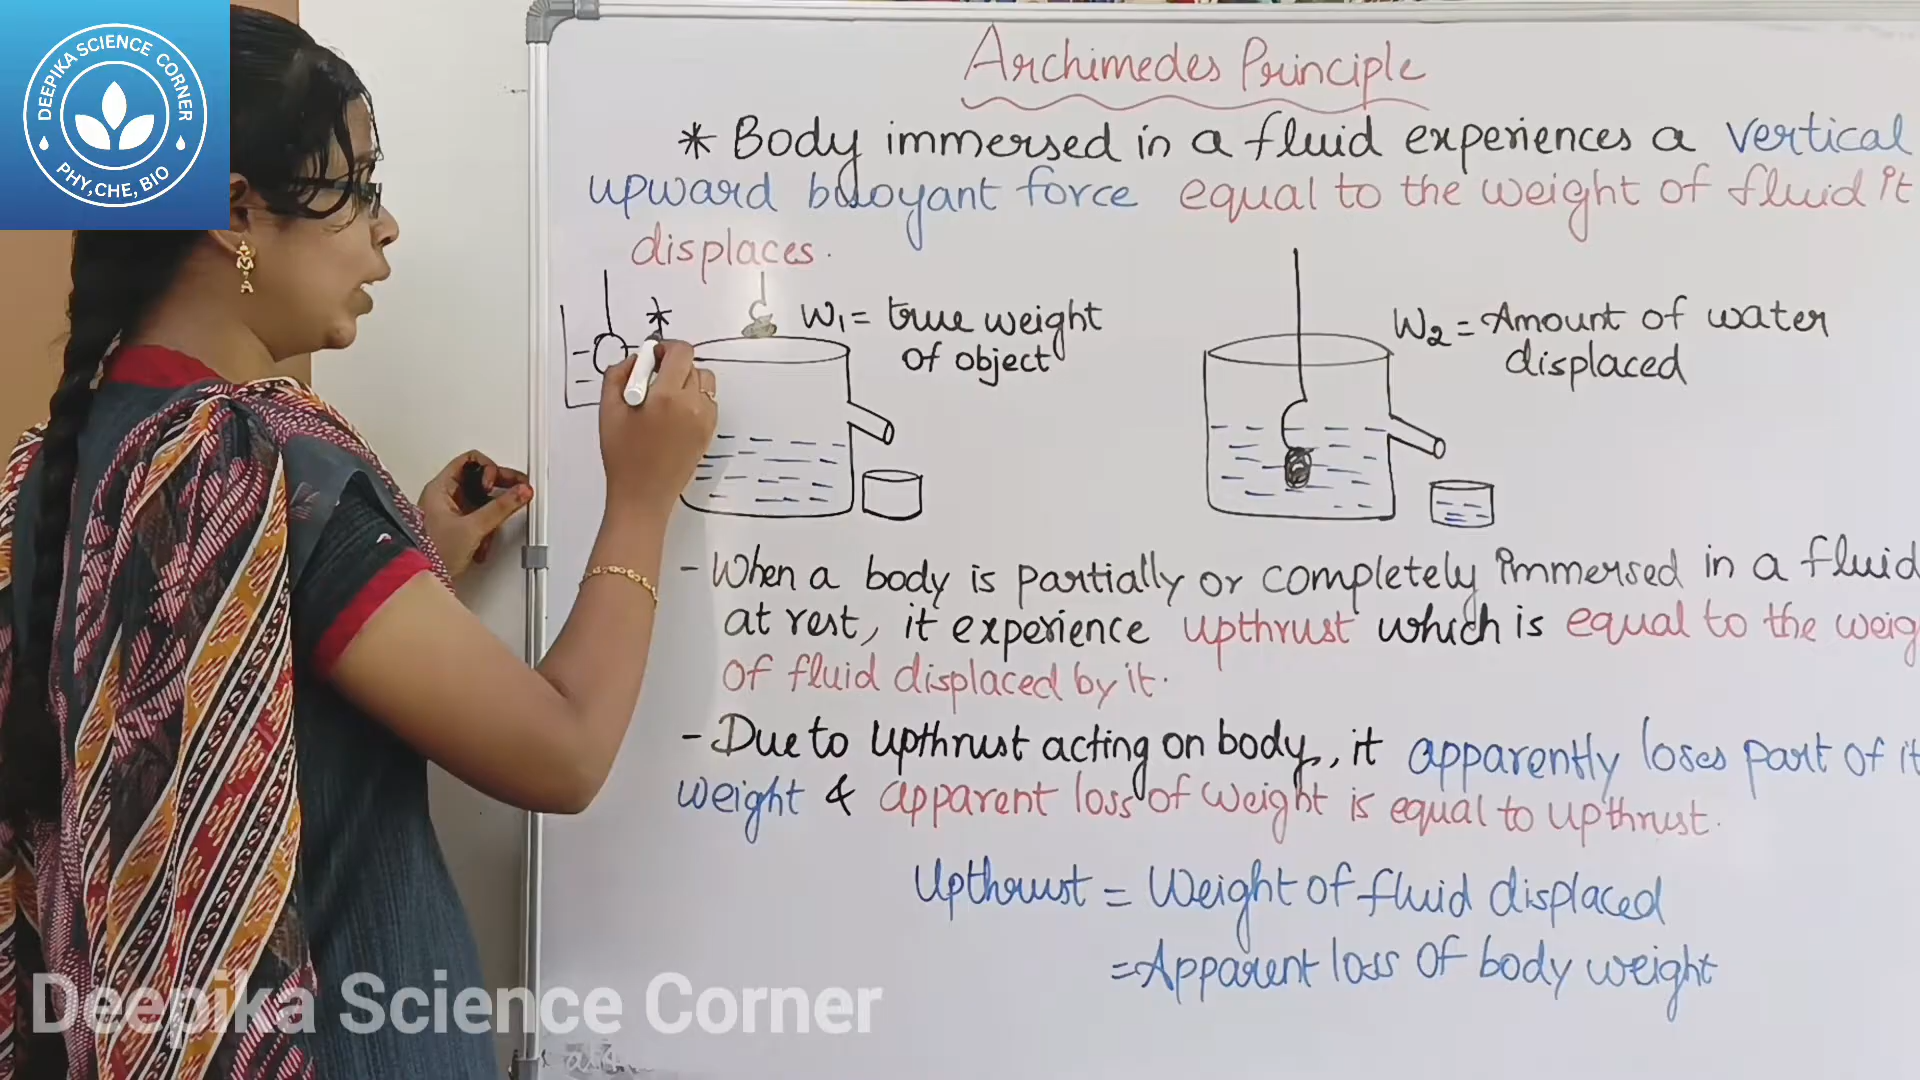 DEEPIKA SCIENCE CORNER
PHY,CHE, BIO
Archimedes Principle
* Body immersed in a fluid experiences a vertical
upward buoyant force equal to the weight of fluid it
displaces.
*
W1 = true weight
of object
W2 = Amount of water
displaced
- When a body is partially or completely immersed in a fluid
at rest, it experience upthrust which is equal to the weig
of fluid displaced by it.
- Due to upthrust acting on body, it apparently loses part of it
weight & apparent loss of weight is equal to upthrust.
Upthrust = Weight of fluid displaced
= Apparent loss of body weight
Deepika Science Corner